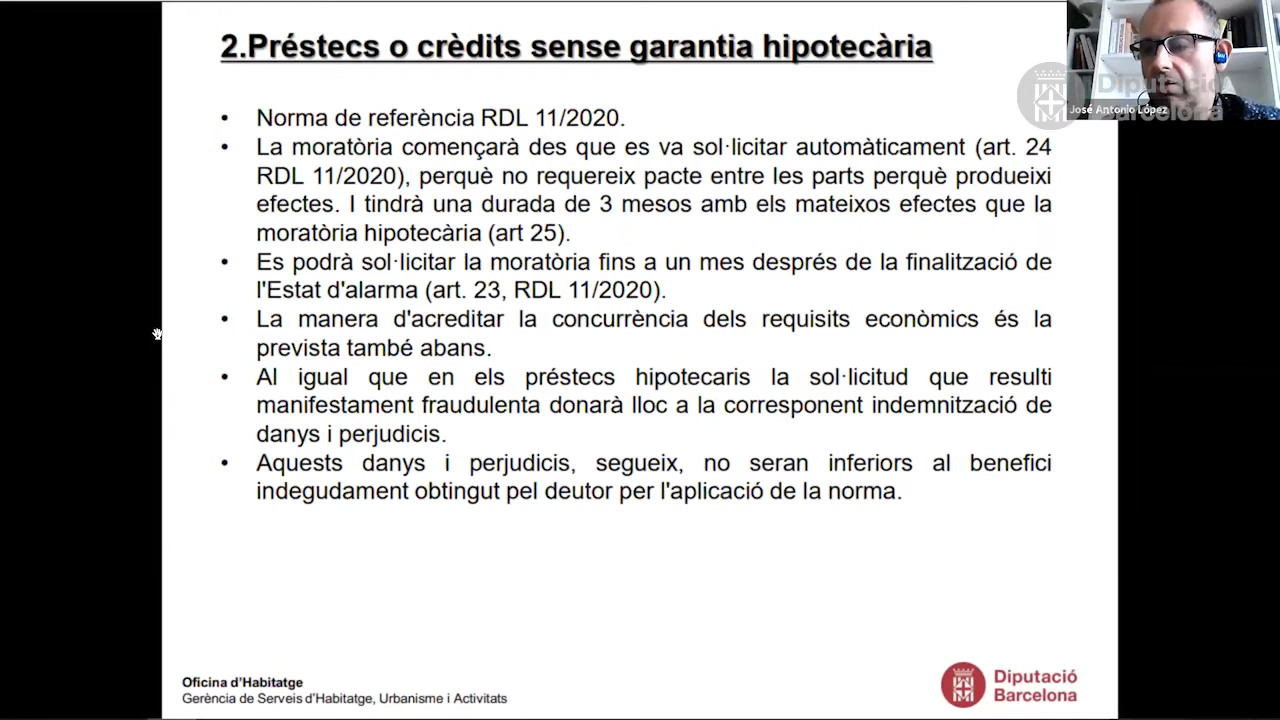 2.Préstecs o crèdits sense garantia hipotecària
Diputació
Barcelona
José Antonio López
• Norma de referència RDL 11/2020.
• La moratòria començarà des que es va sol·licitar automàticament (art. 24
RDL 11/2020), perquè no requereix pacte entre les parts perquè produeixi
efectes. I tindrà una durada de 3 mesos amb els mateixos efectes que la
moratòria hipotecària (art 25).
• Es podrà sol·licitar la moratòria fins a un mes després de la finalització de
l'Estat d'alarma (art. 23, RDL 11/2020).
• La manera d'acreditar la concurrència dels requisits econòmics és la
prevista també abans.
• Al igual que en els préstecs hipotecaris la sol·licitud que resulti
manifestament fraudulenta donarà lloc a la corresponent indemnització de
danys i perjudicis.
• Aquests danys i perjudicis, segueix, no seran inferiors al benefici
indegudament obtingut pel deutor per l'aplicació de la norma.
Oficina d'Habitatge
Gerència de Serveis d'Habitatge, Urbanisme i Activitats
Diputació
Barcelona